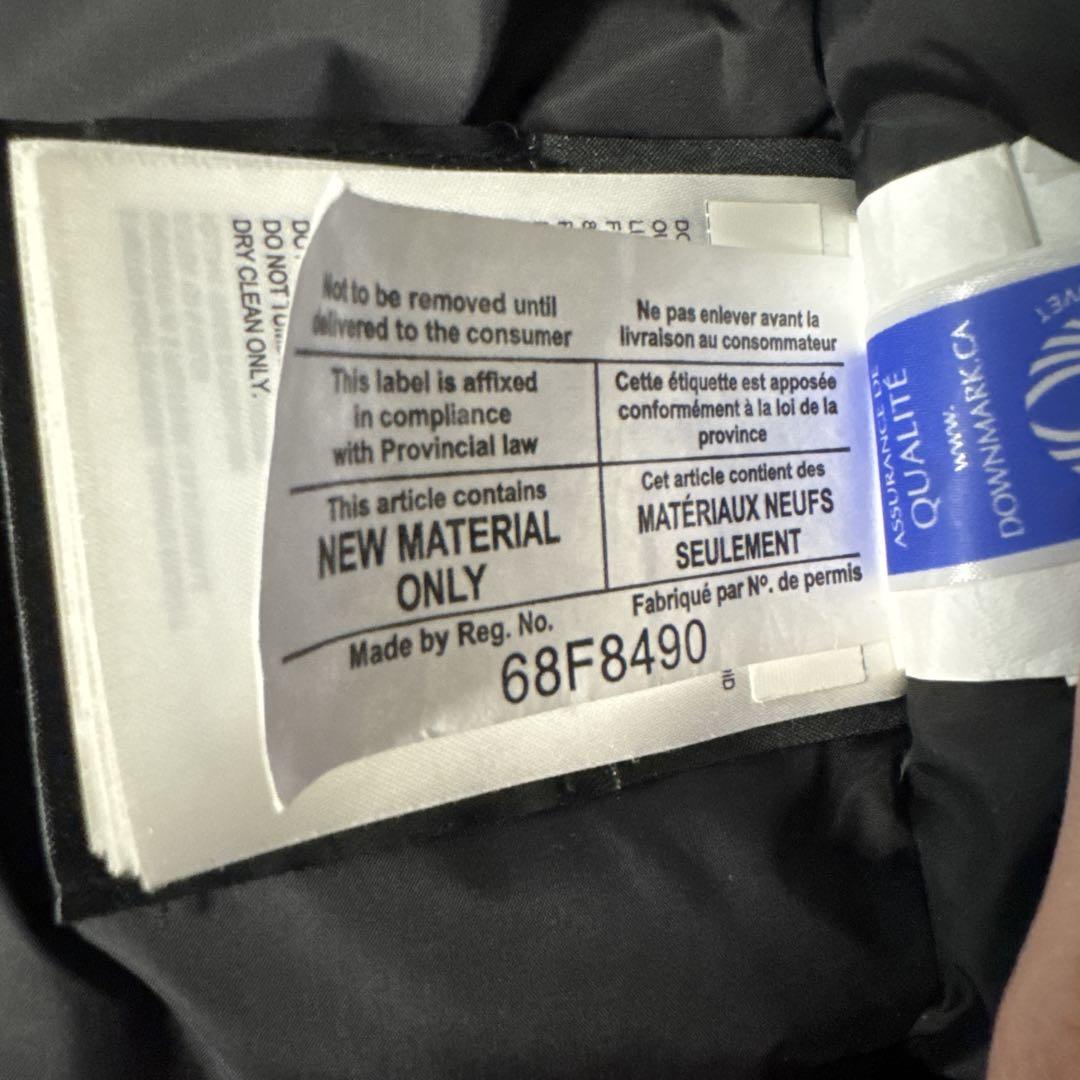 Not to be removed until
delivered to the consumer
Ne pas enlever avant la
livraison au consommateur
This label is affixed
in compliance
with Provincial law
Cette étiquette est apposée
conformément à la loi de la
province
This article contains
NEW MATERIAL
ONLY
Cet article contient des
MATÉRIAUX NEUFS
SEULEMENT
Made by Reg. No.
Fabriqué par Nº. de permis
68F8490
DO NOT
DRY CLEAN ONLY.
ASSURANCE DE
QUALITÉ
www.
DOWNMARK.CA